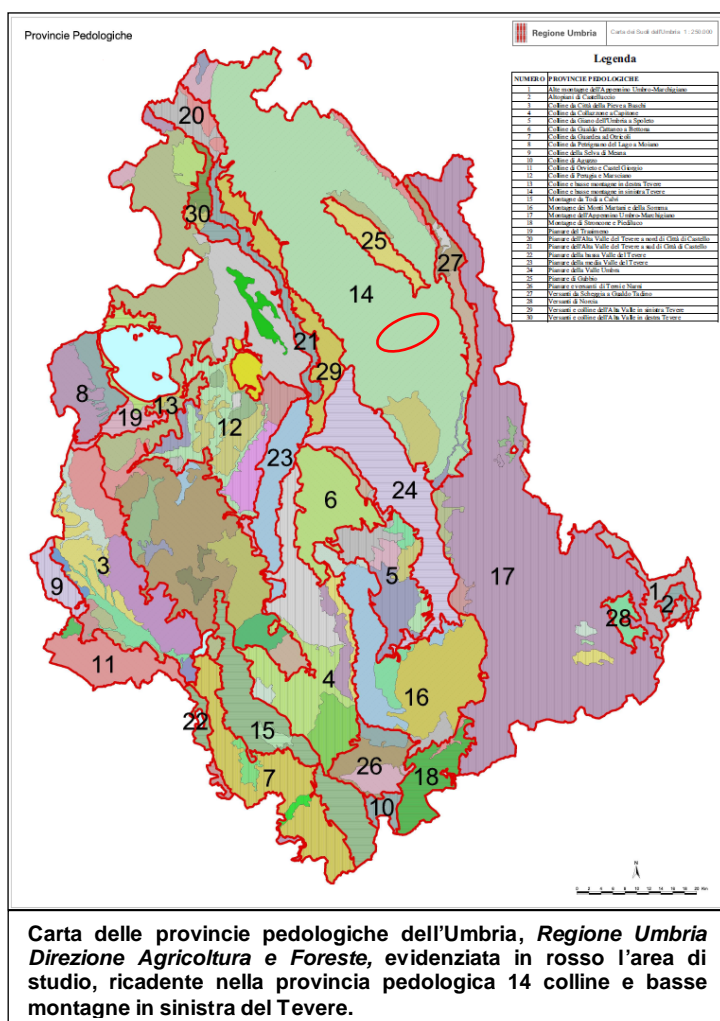 Provincie Pedologiche
Regione Umbria
Carta dei Suoli dell'Umbria 1 : 250.000
Legenda
NUMERO PROVINCIE PEDOLOGICHE
1 Alte montagne dell'Appennino Umbro-Marchigiano
2 Altopiani di Castelluccio
3 Colline da Città della Pieve a Baschi
4 Colline da Collazzone a Capitone
5 Colline da Giano dell'Umbria a Spoleto
6 Colline da Gualdo Cattaneo a Bettona
7 Colline da Guardea ad Otricoli
8 Colline da Petrignano del Lago a Moiano
9 Colline della Selva di Meana
10 Colline di Aguzzo
11 Colline di Orvieto e Castel Giorgio
12 Colline di Perugia e Marsciano
13 Colline e basse montagne in destra Tevere
14 Colline e basse montagne in sinistra Tevere
15 Montagne da Todi a Calvi
16 Montagne dei Monti Martani e della Somma
17 Montagne dell'Appennino Umbro-Marchigiano
18 Montagne di Stroncone e Piediluco
19 Pianure del Trasimeno
20 Pianure dell'Alta Valle del Tevere a nord di Città di Castello
21 Pianure dell'Alta Valle del Tevere a sud di Città di Castello
22 Pianure della bassa Valle del Tevere
23 Pianure della media Valle del Tevere
24 Pianure della Valle Umbra
25 Pianure di Gubbio
26 Pianure e versanti di Terni e Narni
27 Versanti da Scheggia a Gualdo Tadino
28 Versanti di Norcia
29 Versanti e colline dell'Alta Valle in sinistra Tevere
30 Versanti e colline dell'Alta Valle in destra Tevere
20
30
25
27
14
21
29
8
19
13
12
23
24
6
3
9
5
17
1
2
28
11
4
16
22
15
7
26
18
10
N
0 2 4 6 8 10 12 14 16 18 20 Km
Carta delle provincie pedologiche dell'Umbria, Regione Umbria
Direzione Agricoltura e Foreste, evidenziata in rosso l'area di
studio, ricadente nella provincia pedologica 14 colline e basse
montagne in sinistra del Tevere.